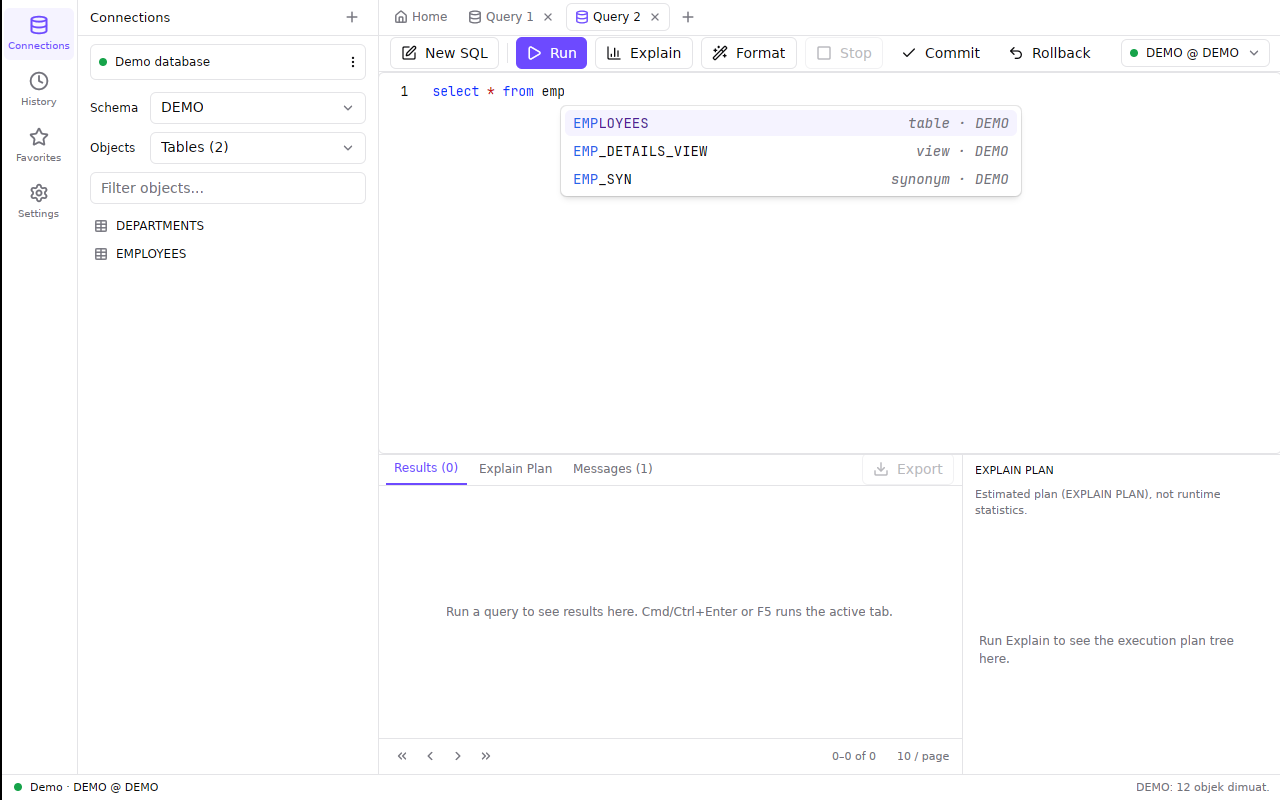 Connections
History
Favorites
Settings
Connections
Demo database
Schema
DEMO
Objects
Tables (2)
Filter objects...
DEPARTMENTS
EMPLOYEES
Home
Query 1
Query 2
New SQL
Run
Explain
Format
Stop
Commit
Rollback
DEMO @ DEMO
1 select * from emp
EMPLOYEES table · DEMO
EMP_DETAILS_VIEW view · DEMO
EMP_SYN synonym · DEMO
Results (0)
Explain Plan
Messages (1)
Export
Run a query to see results here. Cmd/Ctrl+Enter or F5 runs the active tab.
0–0 of 0
10 / page
EXPLAIN PLAN
Estimated plan (EXPLAIN PLAN), not runtime
statistics.
Run Explain to see the execution plan tree
here.
Demo · DEMO @ DEMO
DEMO: 12 objek dimuat.